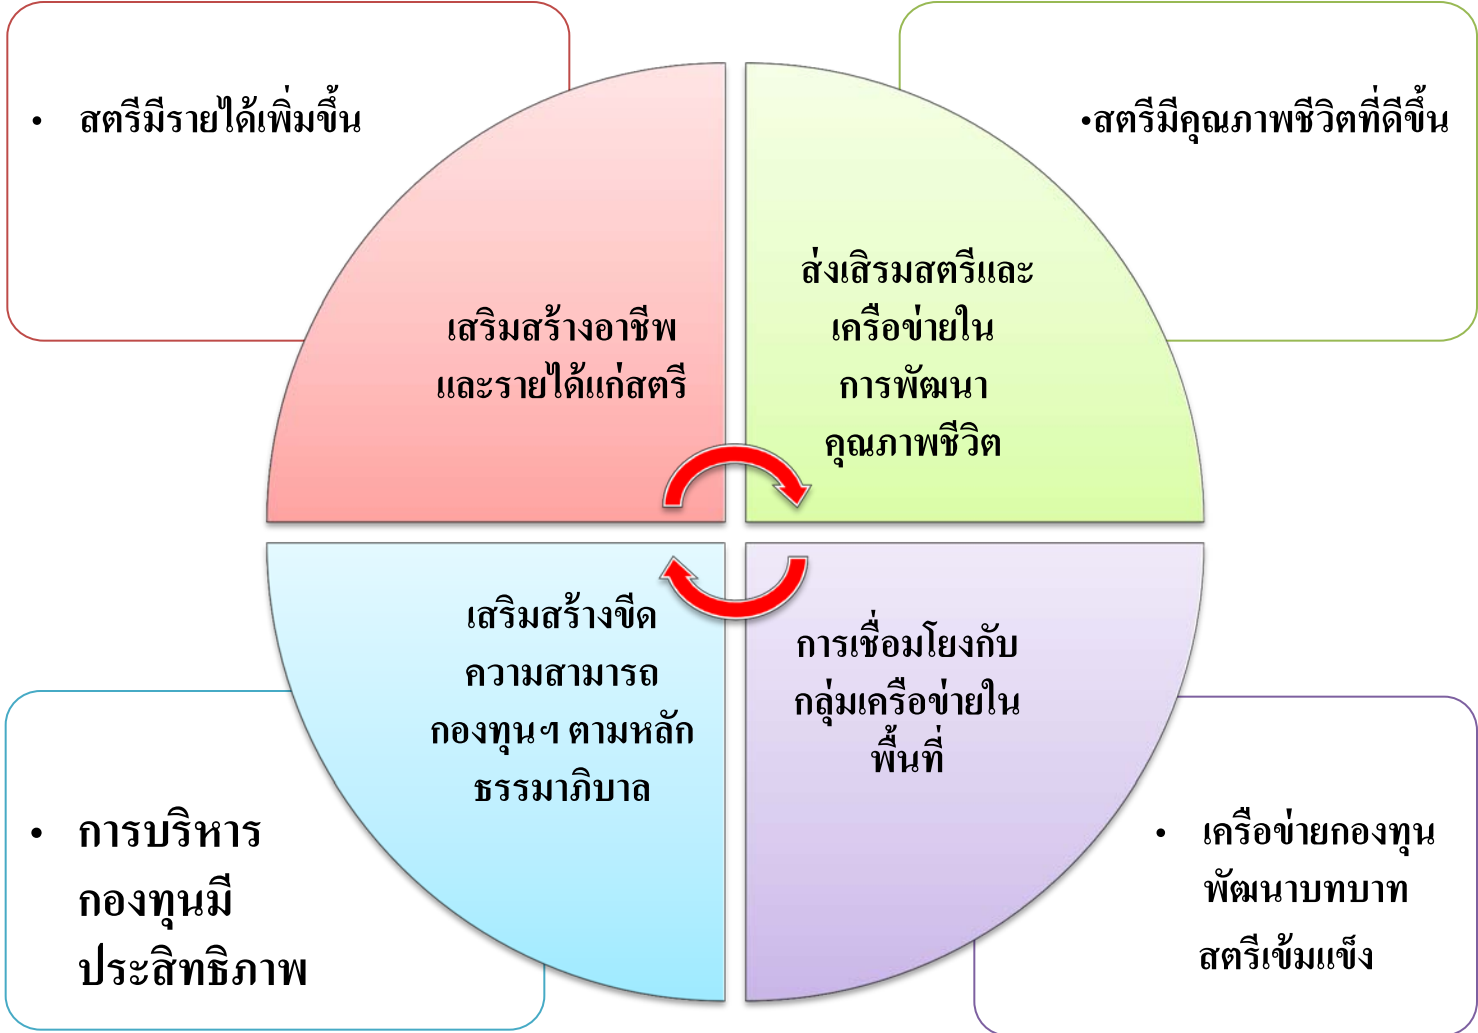 • สตรีมีรายได้เพิ่มขึ้น
•สตรีมีคุณภาพชีวิตที่ดีขึ้น
เสริมสร้างอาชีพ
และรายได้แก่สตรี
ส่งเสิรมสตรีและ
เครือข่ายใน
การพัฒนา
คุณภาพชีวิต
เสริมสร้างขีด
ความสามารถ
กองทุนฯ ตามหลัก
ธรรมาภิบาล
การเชื่อมโยงกับ
กลุ่มเครือข่ายใน
พื้นที่
• การบริหาร
กองทุนมี
ประสิทธิภาพ
• เครือข่ายกองทุน
พัฒนาบทบาท
สตรีเข้มแข็ง